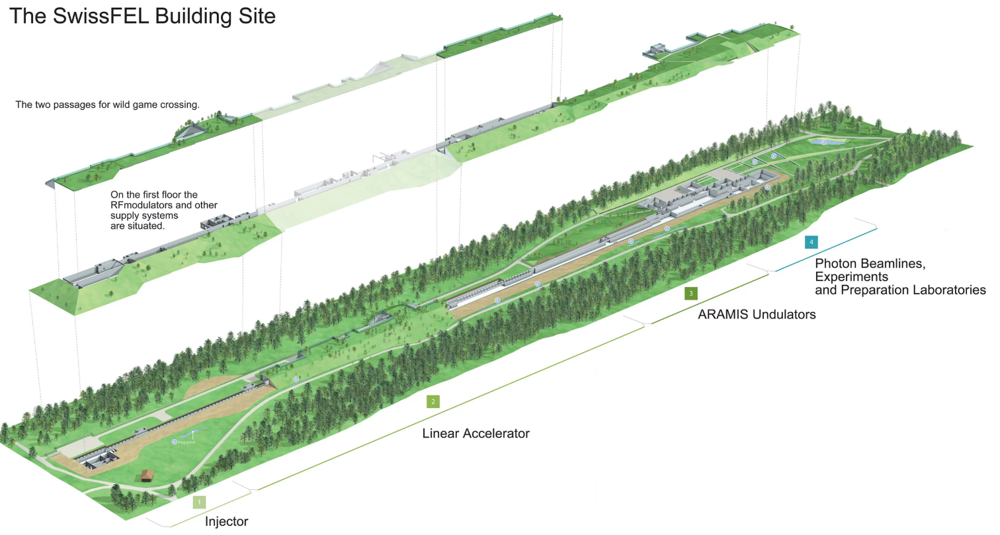 The SwissFEL Building Site
The two passages for wild game crossing.
On the first floor the
RFmodulators and other
supply systems
are situated.
4
Photon Beamlines,
Experiments
and Preparation Laboratories
3
ARAMIS Undulators
2
Linear Accelerator
frog pond
1
Injector